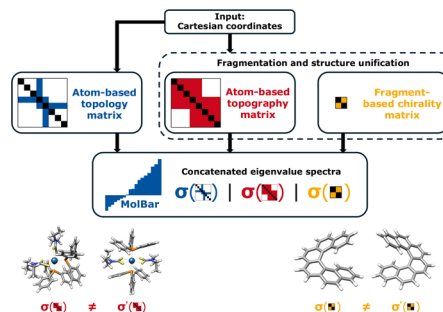 Input:
Cartesian coordinates
Fragmentation and structure unification
Atom-based
topology
matrix
Atom-based
topography
matrix
Fragment-
based chirality
matrix
Concatenated eigenvalue spectra
MolBar
σ( ) | σ( ) | σ( )
σ( ) ≠ σ'( )
σ( ) ≠ σ'( )